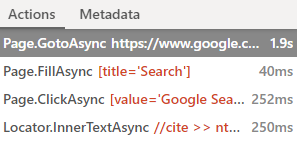 Actions Metadata
Page.GotoAsync https://www.google.c... 1.9s
Page.FillAsync [title='Search'] 40ms
Page.ClickAsync [value='Google Sea... 252ms
Locator.InnerTextAsync //cite >> nt... 250ms